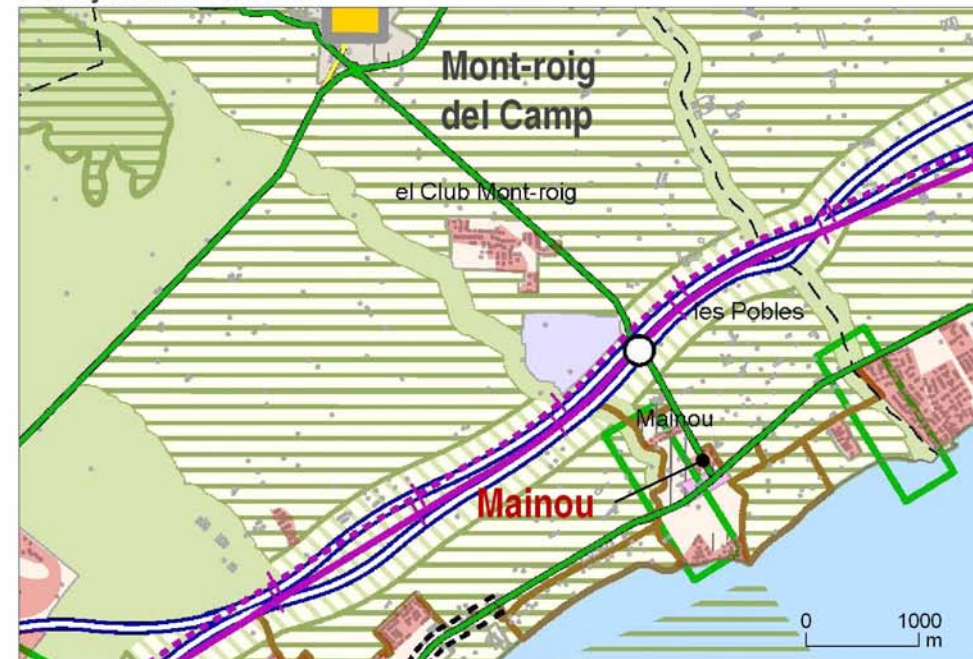 Mont-roig
del Camp
el Club Mont-roig
les Pobles
Mainou
Mainou
0 1000
m